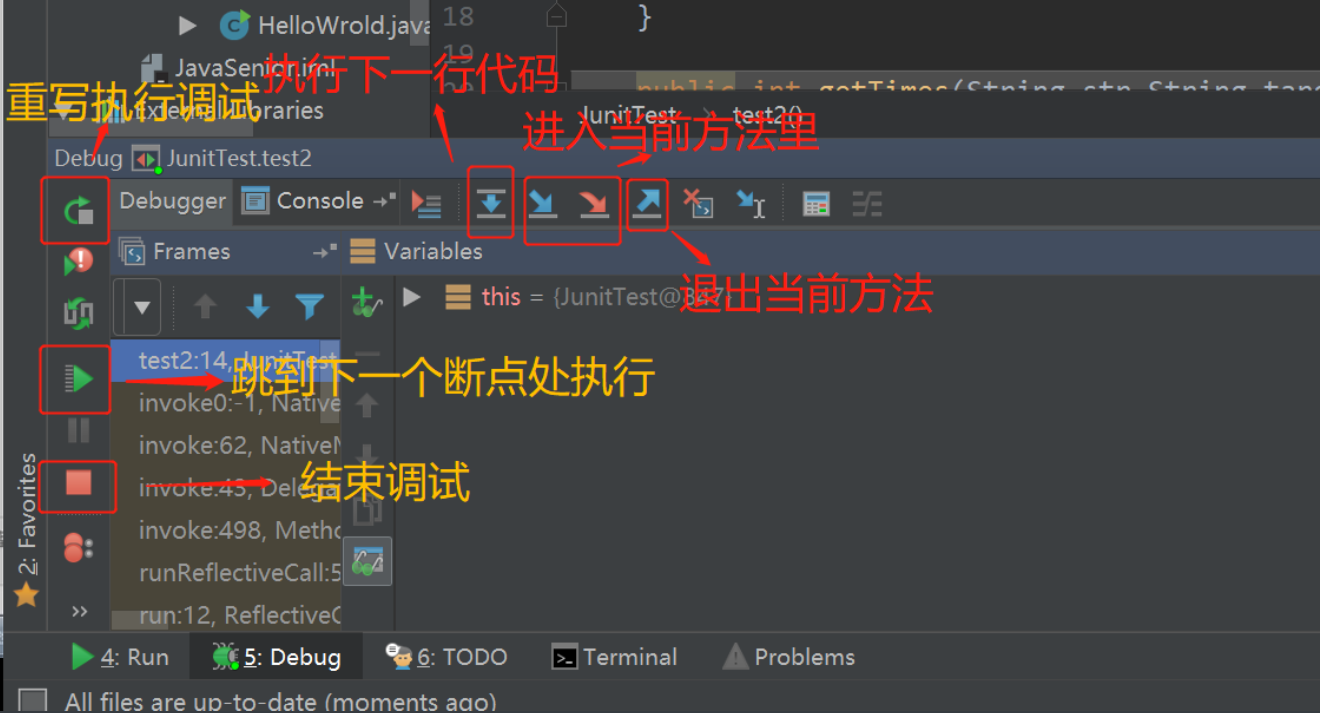 HelloWrold.java
18
}
19
JavaSenior.iml
执行下一行代码
20
public int getTimes(String str,String targ
重写执行调试
External Libraries
JunitTest
test2()
进入当前方法里
Debug
JunitTest.test2
Debugger
Console
Frames
Variables
this = {JunitTest@847}
退出当前方法
test2:14, JunitTest
跳到下一个断点处执行
invoke0:-1, Native
invoke:62, NativeM
invoke:43, Delega
结束调试
invoke:498, Metho
runReflectiveCall:5
run:12, ReflectiveC
2: Favorites
4: Run
5: Debug
6: TODO
Terminal
Problems
All files are up-to-date (moments ago)